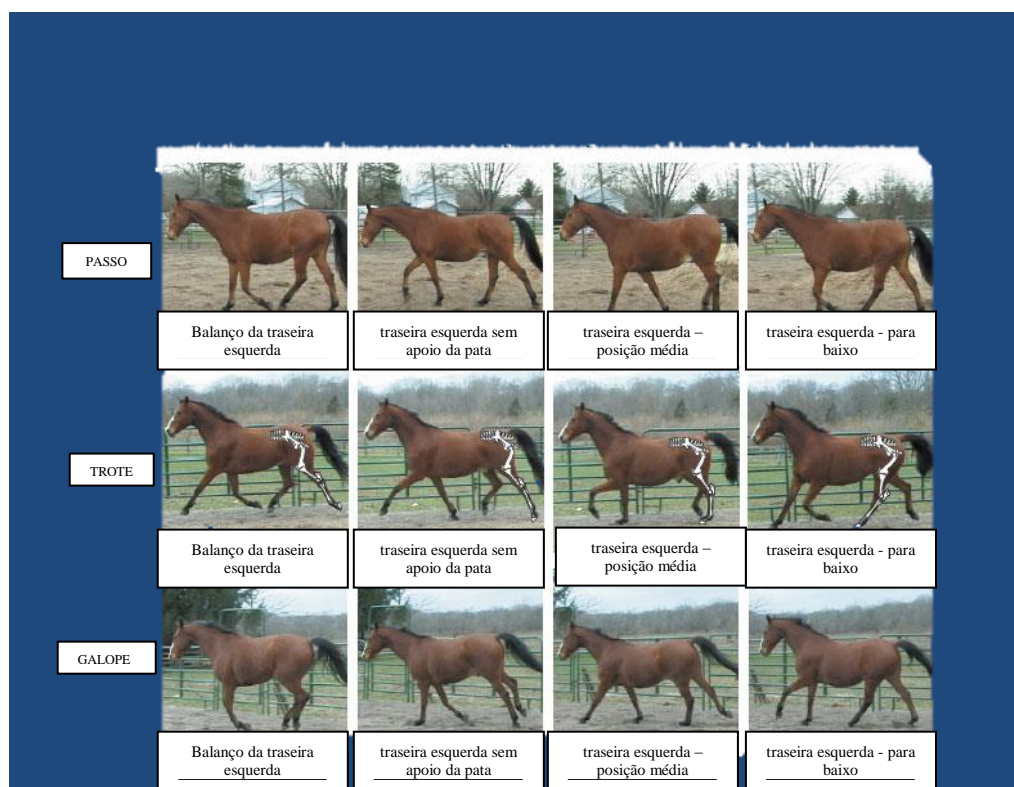 PASSO
Balanço da traseira
esquerda
traseira esquerda sem
apoio da pata
traseira esquerda –
posição média
traseira esquerda - para
baixo
TROTE
Balanço da traseira
esquerda
traseira esquerda sem
apoio da pata
traseira esquerda –
posição média
traseira esquerda - para
baixo
GALOPE
Balanço da traseira
esquerda
traseira esquerda sem
apoio da pata
traseira esquerda –
posição média
traseira esquerda - para
baixo